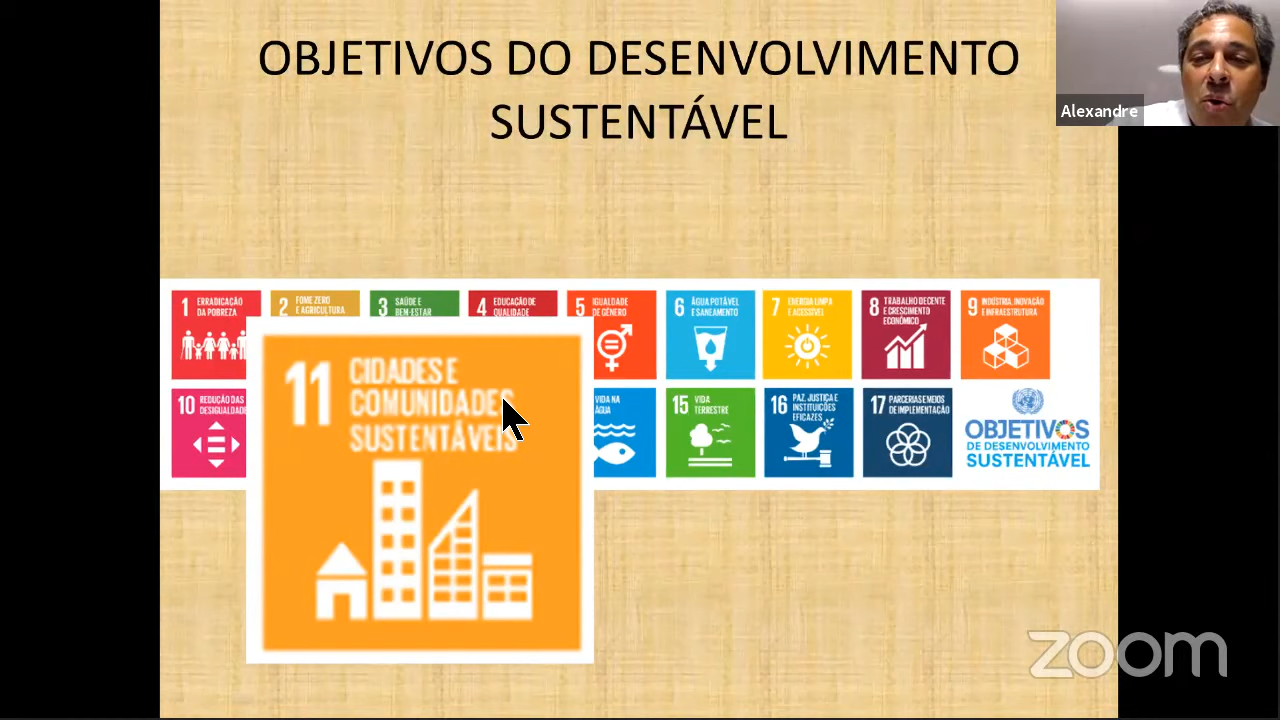 OBJETIVOS DO DESENVOLVIMENTO
SUSTENTÁVEL
Alexandre
1 ERRADICAÇÃO
DA POBREZA
2 FOME ZERO
E AGRICULTURA
3 SAÚDE E
BEM-ESTAR
4 EDUCAÇÃO DE
QUALIDADE
5 IGUALDADE
DE GÊNERO
6 ÁGUA POTÁVEL
E SANEAMENTO
7 ENERGIA LIMPA
E ACESSÍVEL
8 TRABALHO DECENTE
E CRESCIMENTO
ECONÔMICO
9 INDÚSTRIA, INOVAÇÃO
E INFRAESTRUTURA
10 REDUÇÃO DAS
DESIGUALDADE
11 CIDADES E
COMUNIDADES
SUSTENTÁVEIS
VIDA NA
ÁGUA
15 VIDA
TERRESTRE
16 PAZ, JUSTIÇA E
INSTITUIÇÕES
EFICAZES
17 PARCERIAS E MEIOS
DE IMPLEMENTAÇÃO
OBJETIVOS
DE DESENVOLVIMENTO
SUSTENTÁVEL
zoom